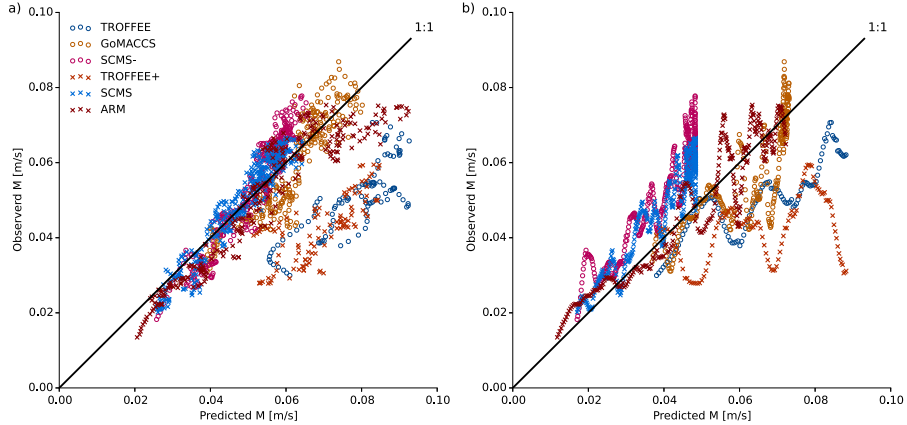 a)
1:1
TROFFEE
GoMACCS
SCMS-
TROFFEE+
SCMS
ARM
0.10
0.08
0.06
0.04
0.02
0.00
Observerd M [m/s]
0.00 0.02 0.04 0.06 0.08 0.10
Predicted M [m/s]
b)
1:1
0.10
0.08
0.06
0.04
0.02
0.00
Observerd M [m/s]
0.00 0.02 0.04 0.06 0.08 0.10
Predicted M [m/s]